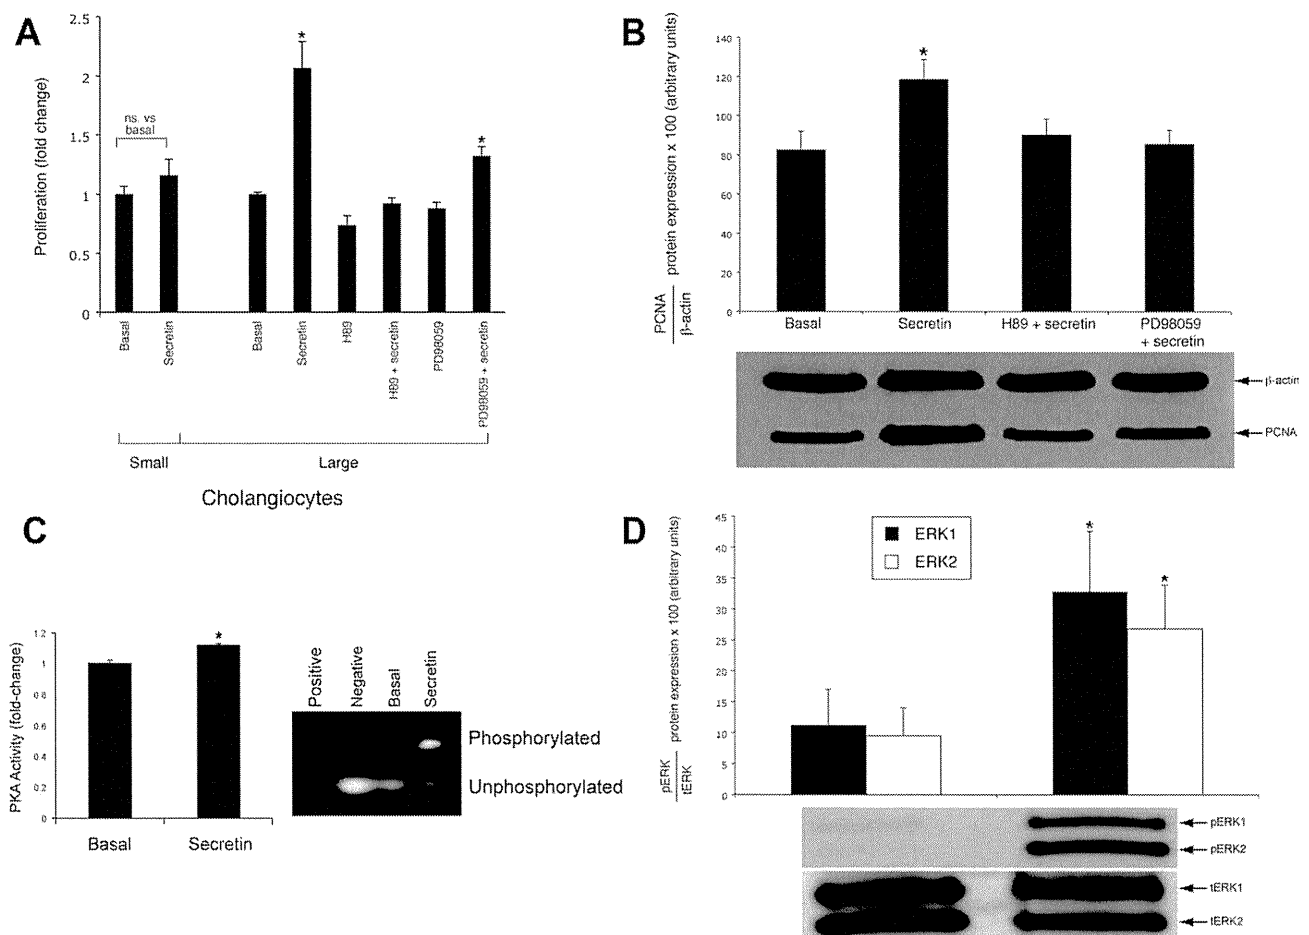 A
Proliferation (fold change)
2.5
2
1.5
1
0.5
0
*
*
ns. vs
basal
Basal
Secretin
Basal
Secretin
H89
H89 + secretin
PD98059
PD98059 + secretin
Small
Large
Cholangiocytes
B
PCNA
β-actin
protein expression x 100 (arbitrary units)
140
120
100
80
60
40
20
0
*
Basal
Secretin
H89 + secretin
PD98059
+ secretin
β-actin
PCNA
C
PKA Activity (fold-change)
1.2
1
0.8
0.6
0.4
0.2
0
*
Basal
Secretin
Positive
Negative
Basal
Secretin
Phosphorylated
Unphosphorylated
D
pERK
tERK
protein expression x 100 (arbitrary units)
45
40
35
30
25
20
15
10
5
0
ERK1
ERK2
*
*
pERK1
pERK2
tERK1
tERK2